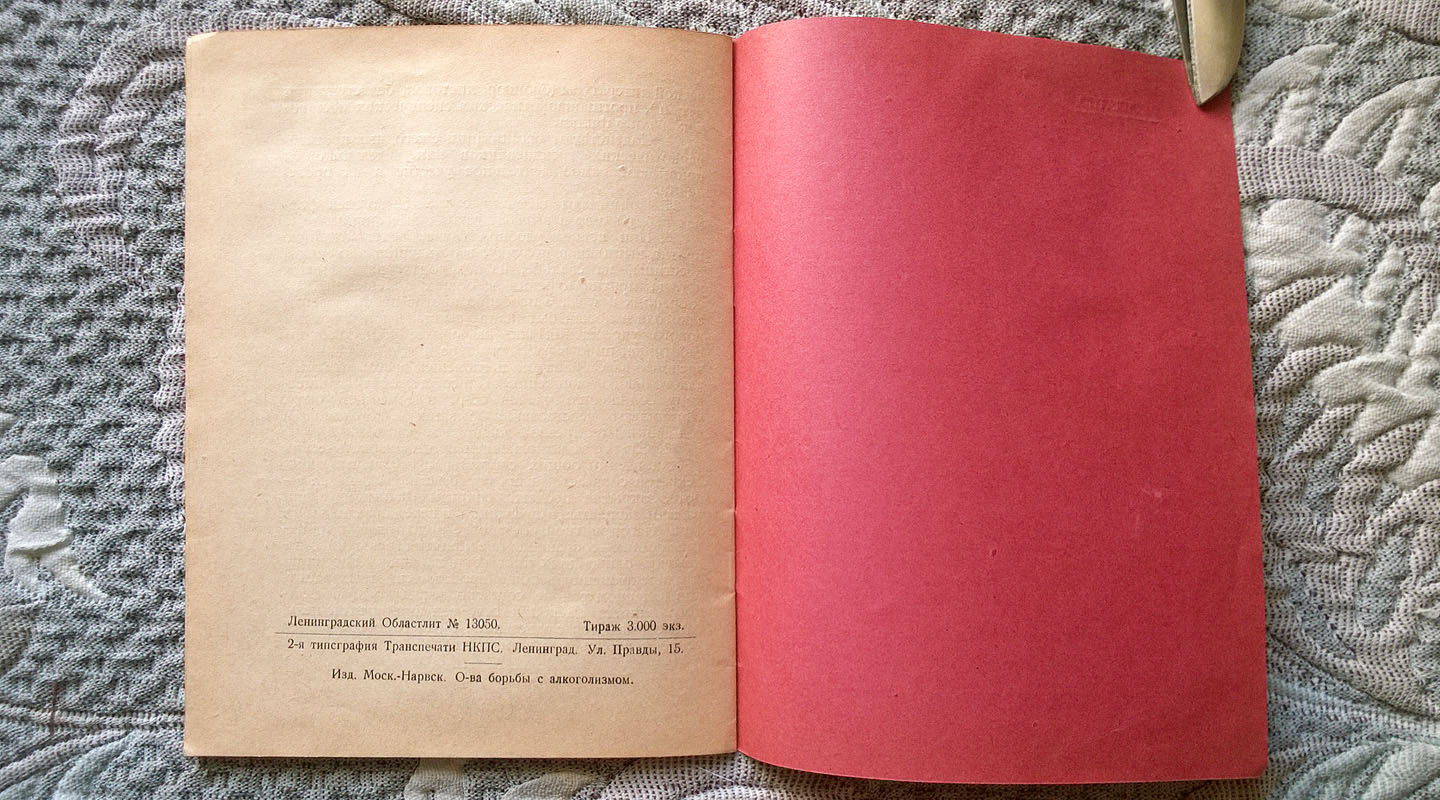 Ленинградский Областлит № 13050. Тираж 3.000 экз.
2-я типография Транспечати НКПС. Ленинград. Ул. Правды, 15.
Изд. Моск.-Нарвск. О-ва борьбы с алкоголизмом.